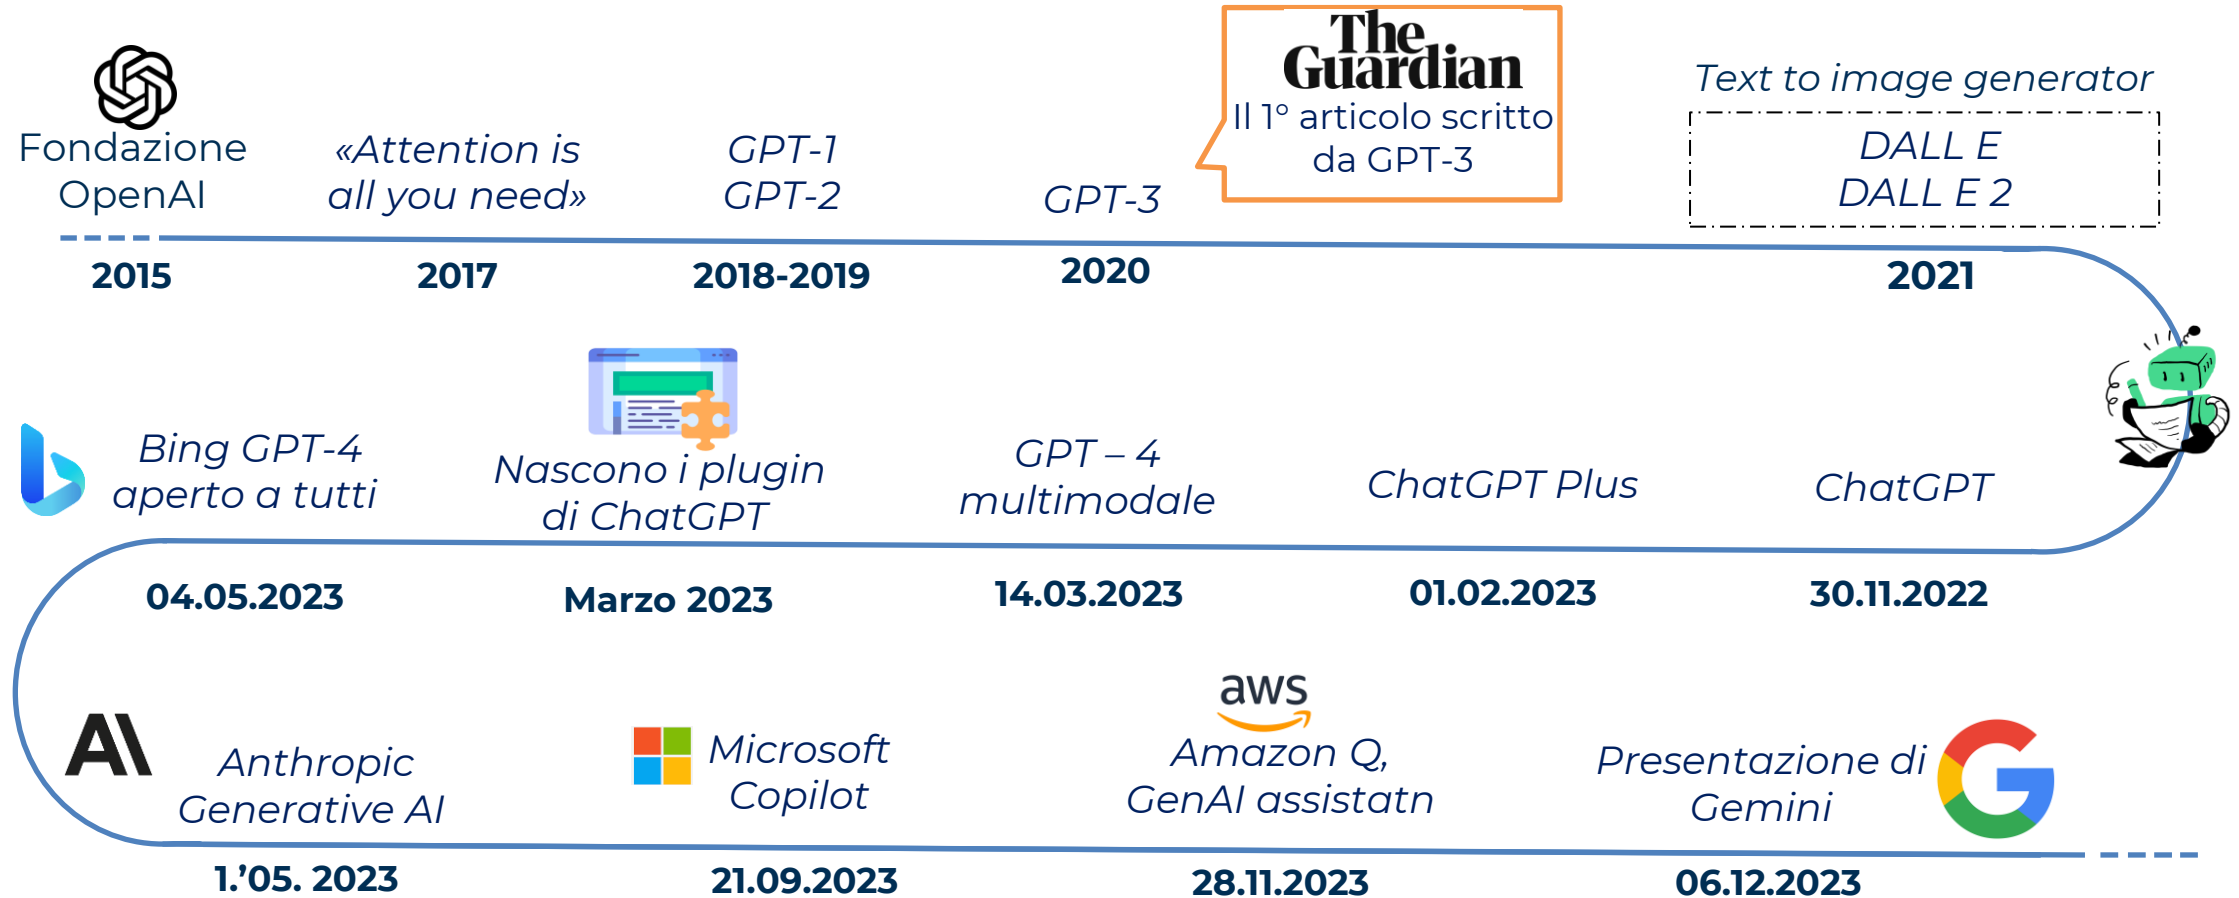 Fondazione
OpenAI
2015
«Attention is
all you need»
2017
GPT-1
GPT-2
2018-2019
GPT-3
2020
The
Guardian
Il 1° articolo scritto
da GPT-3
Text to image generator
DALL E
DALL E 2
2021
Bing GPT-4
aperto a tutti
04.05.2023
Nascono i plugin
di ChatGPT
Marzo 2023
GPT – 4
multimodale
14.03.2023
ChatGPT Plus
01.02.2023
ChatGPT
30.11.2022
AI
Anthropic
Generative AI
1.’05. 2023
Microsoft
Copilot
21.09.2023
aws
Amazon Q,
GenAI assistatn
28.11.2023
Presentazione di
Gemini
G
06.12.2023